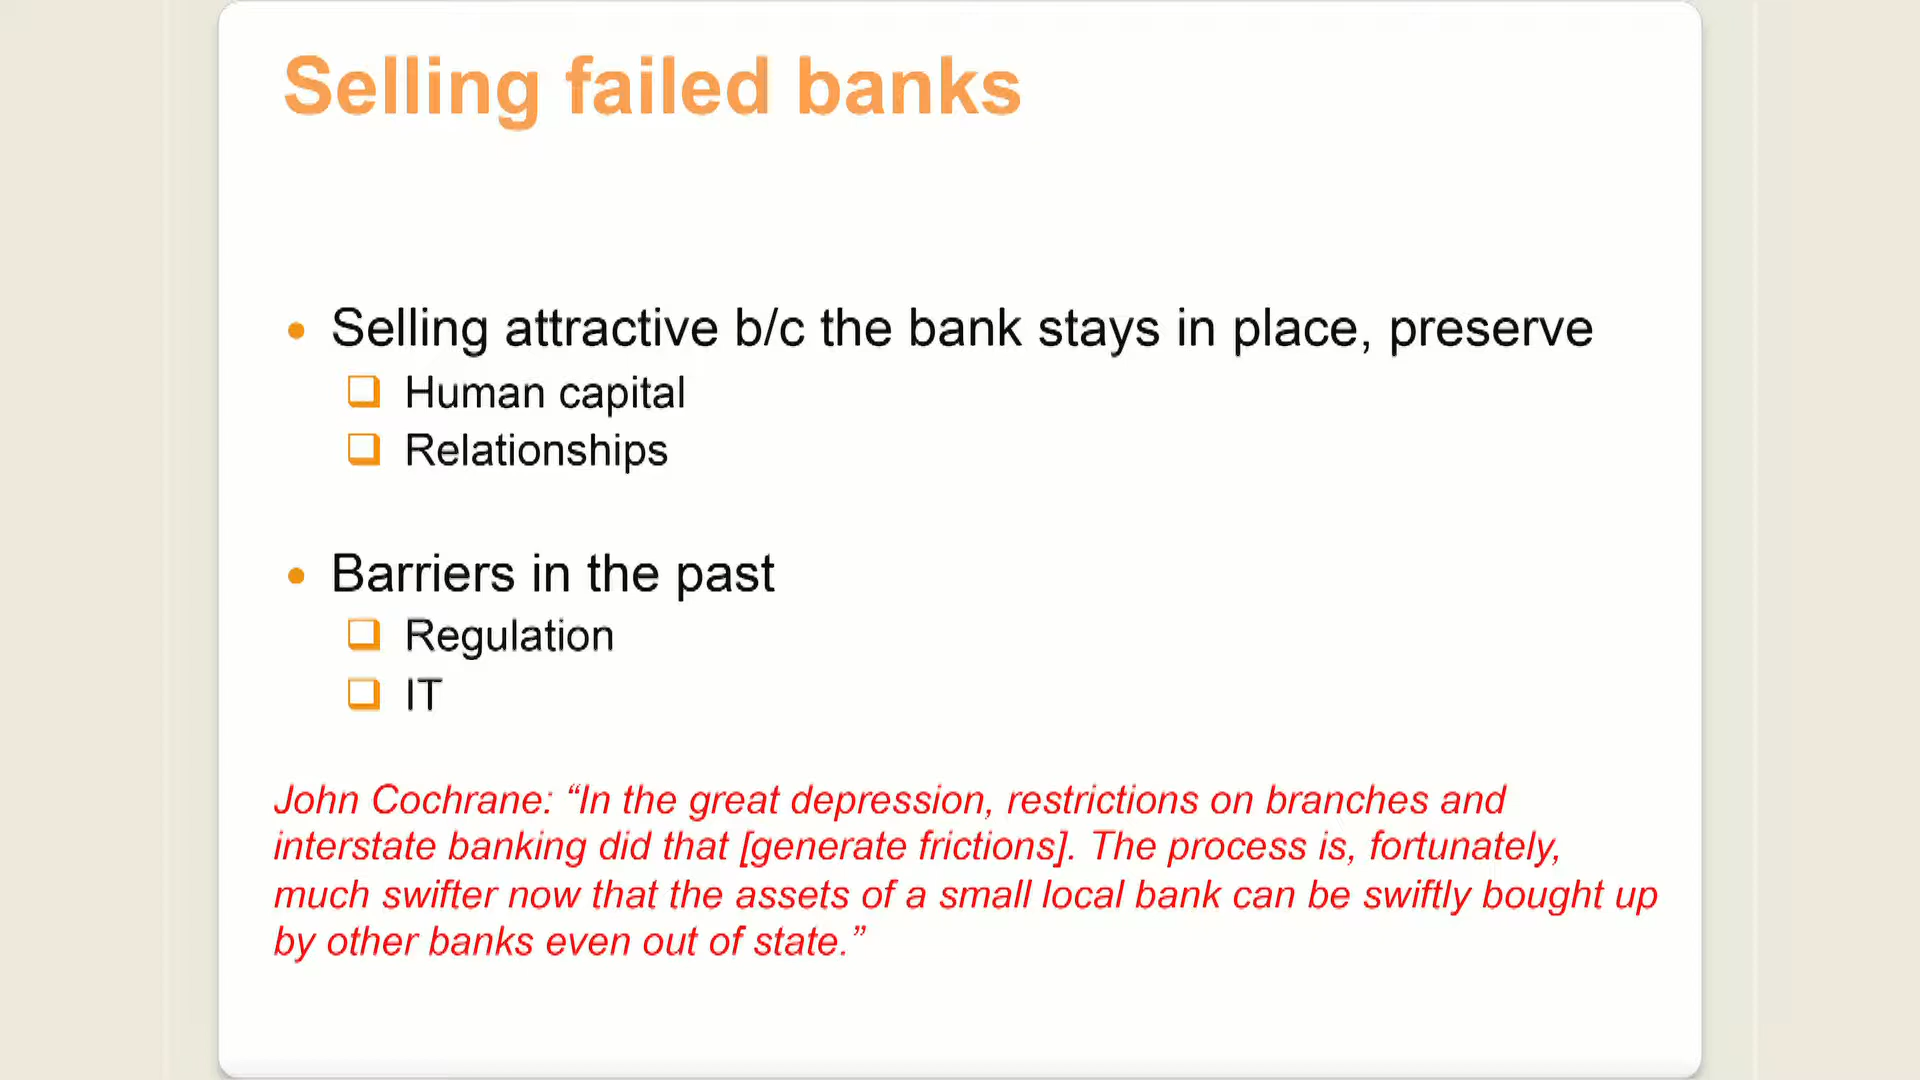 Selling failed banks
• Selling attractive b/c the bank stays in place, preserve
❑ Human capital
❑ Relationships
• Barriers in the past
❑ Regulation
❑ IT
John Cochrane: “In the great depression, restrictions on branches and
interstate banking did that [generate frictions]. The process is, fortunately,
much swifter now that the assets of a small local bank can be swiftly bought up
by other banks even out of state.”